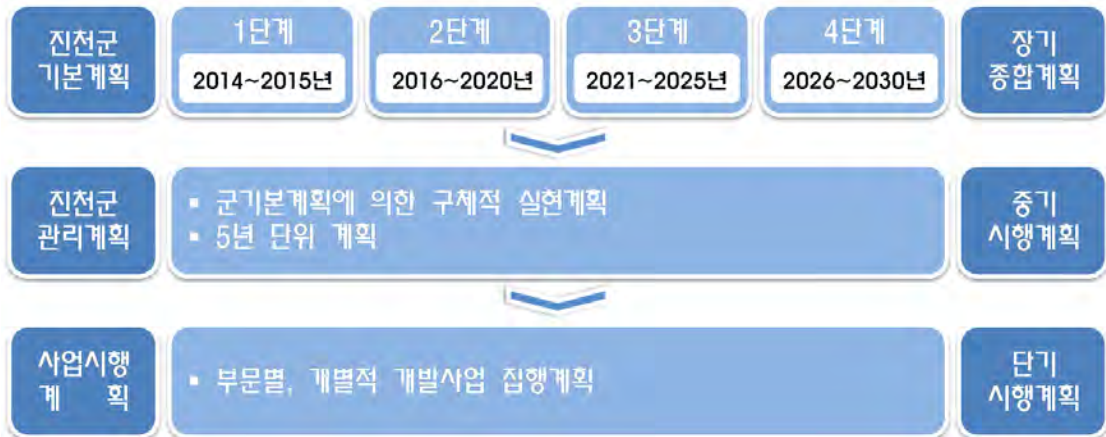 진천군
기본계획
1단계
2014~2015년
2단계
2016~2020년
3단계
2021~2025년
4단계
2026~2030년
장기
종합계획
진천군
관리계획
▪ 군기본계획에 의한 구체적 실현계획
▪ 5년 단위 계획
중기
시행계획
사업시행
계 획
▪ 부문별, 개별적 개발사업 집행계획
단기
시행계획